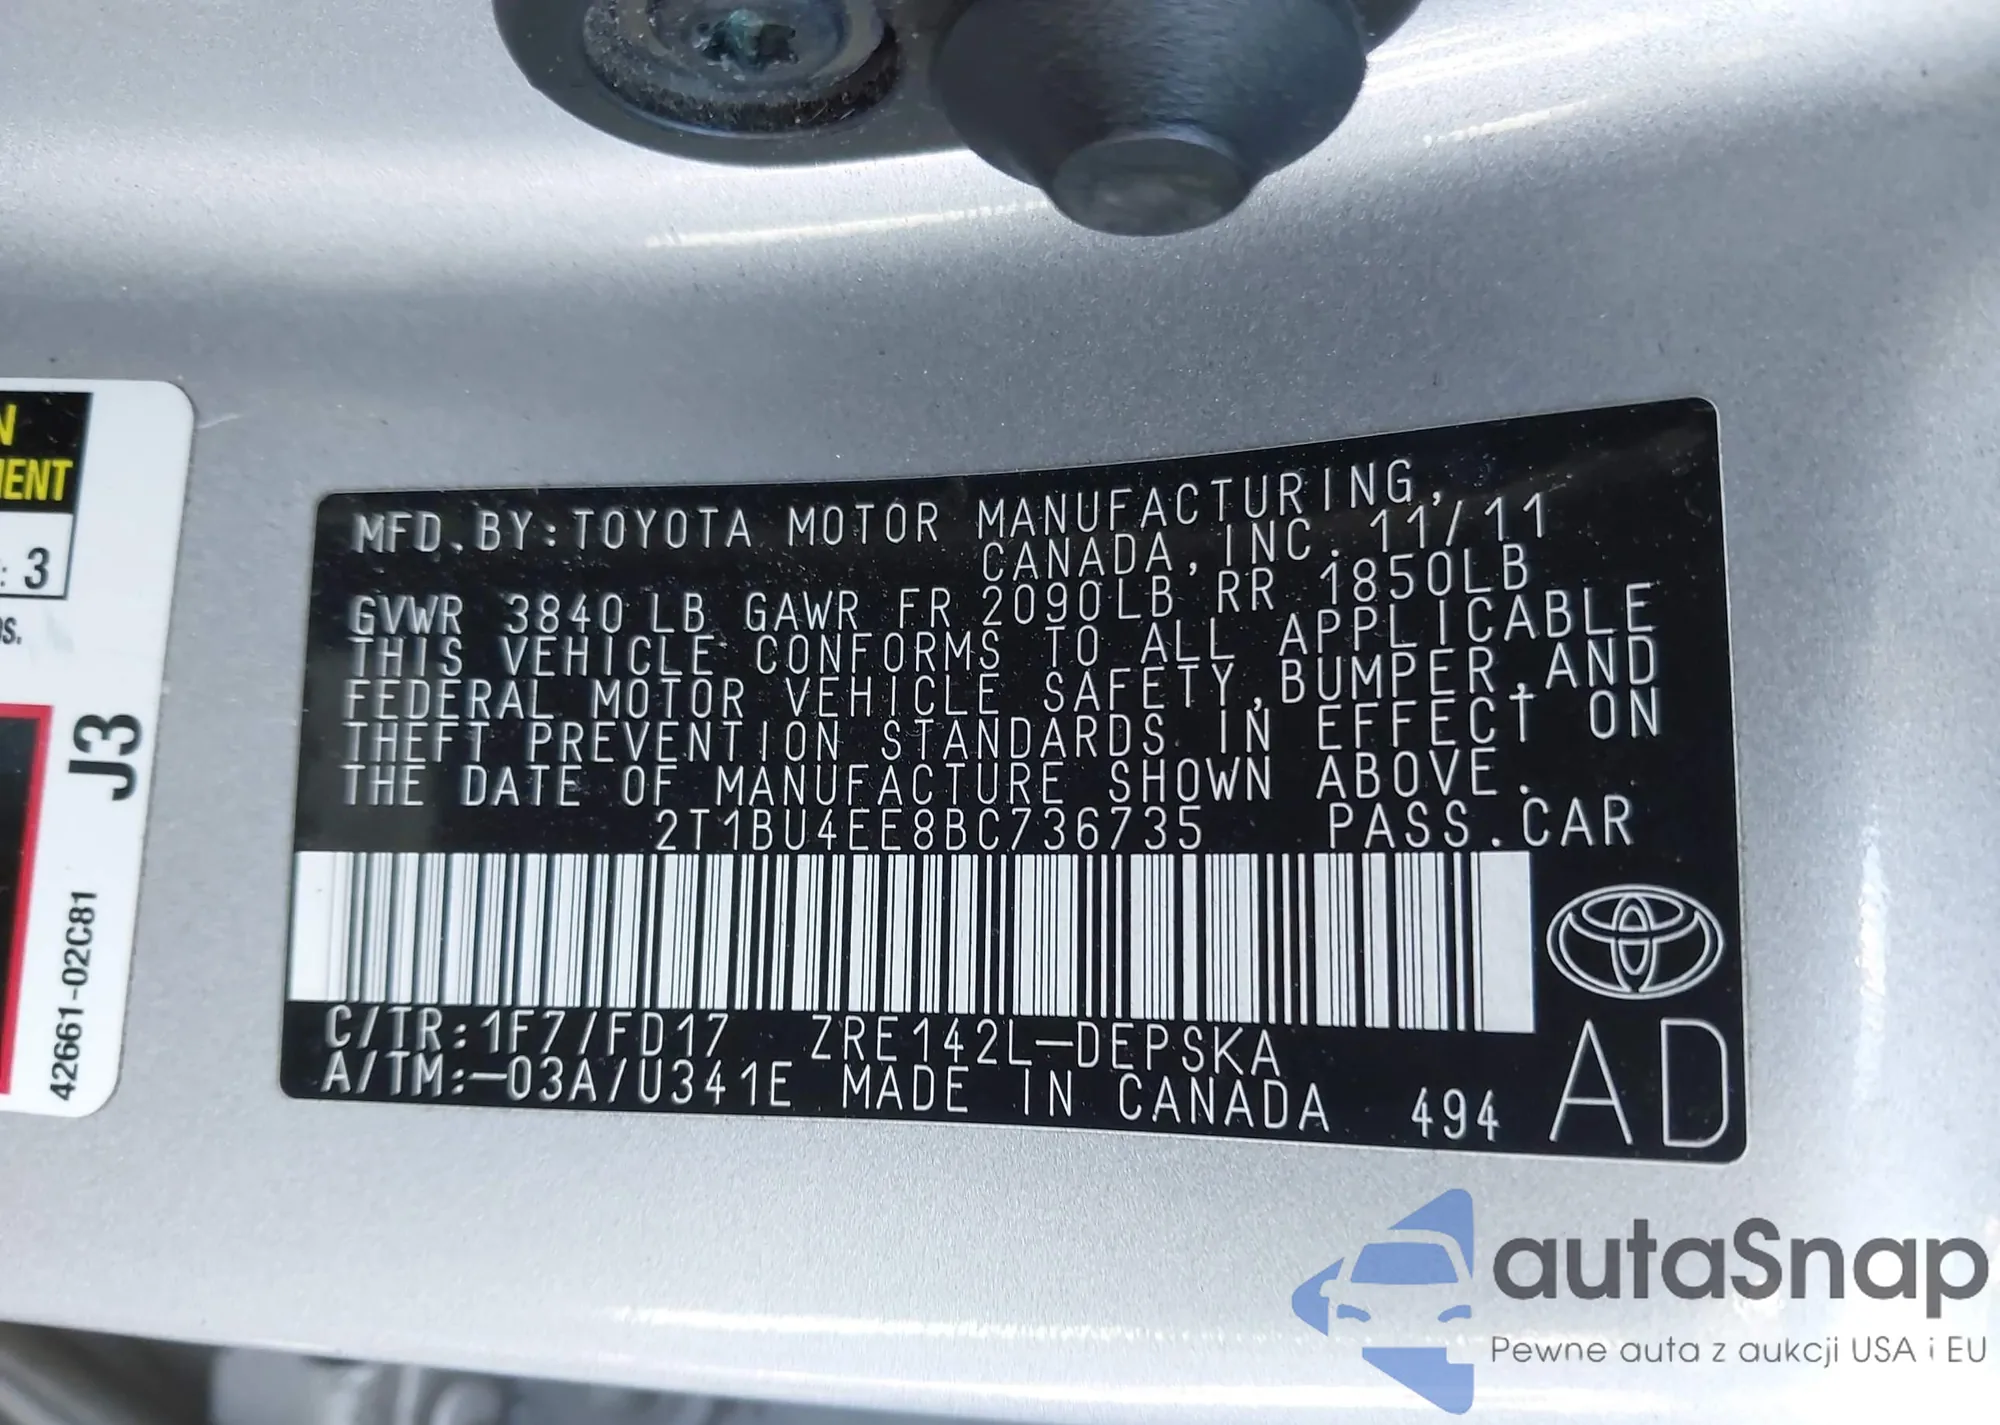 N
MENT
: 3
os.
J3
42661-02C81
MFD.BY:TOYOTA MOTOR MANUFACTURING,
CANADA,INC. 11/11
GVWR 3840LB GAWR FR 2090LB RR 1850LB
THIS VEHICLE CONFORMS TO ALL APPLICABLE
FEDERAL MOTOR VEHICLE SAFETY,BUMPER,AND
THEFT PREVENTION STANDARDS IN EFFECT ON
THE DATE OF MANUFACTURE SHOWN ABOVE.
2T1BU4EE8BC736735 PASS.CAR
C/TR:1F7/FD17 ZRE142L-DEPSKA
A/TM:-03A/U341E MADE IN CANADA 494
AD
autaSnap
Pewne auta z aukcji USA i EU